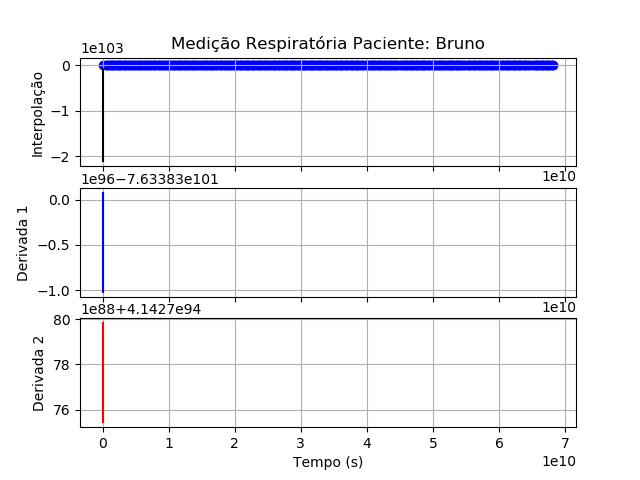 Medição Respiratória Paciente: Bruno
1e103
0
−1
−2
Interpolação
1e10
1e96−7.63383e101
0.0
−0.5
−1.0
Derivada 1
1e10
1e88+4.1427e94
80
78
76
Derivada 2
0 1 2 3 4 5 6 7
Tempo (s)
1e10